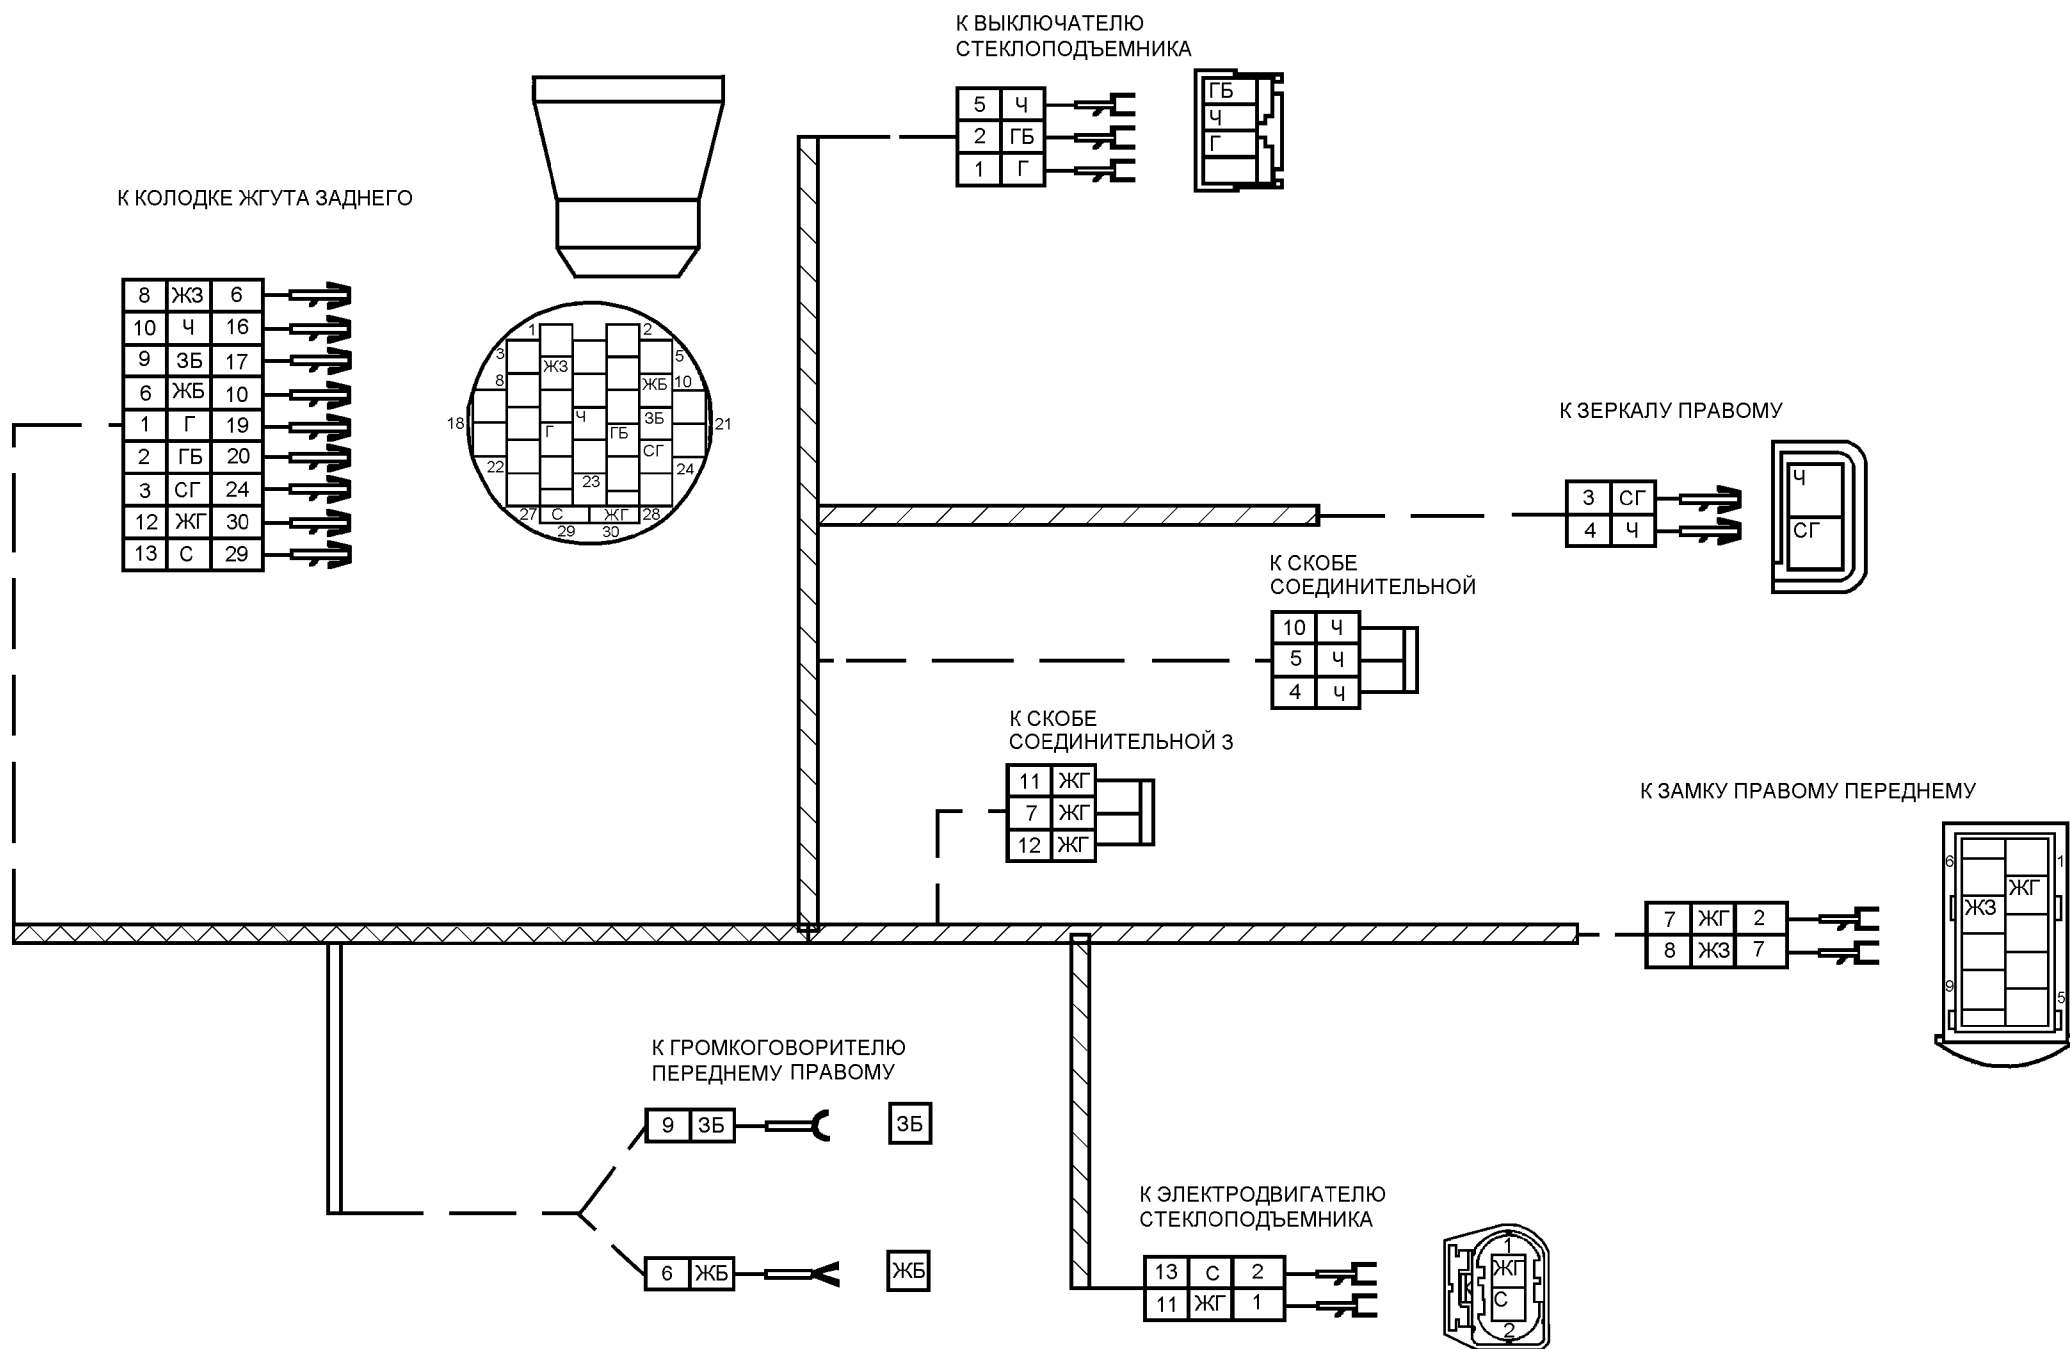 К ВЫКЛЮЧАТЕЛЮ
СТЕКЛОПОДЪЕМНИКА
5 Ч
2 ГБ
1 Г
ГБ
Ч
Г
К КОЛОДКЕ ЖГУТА ЗАДНЕГО
8 ЖЗ 6
10 Ч 16
9 ЗБ 17
6 ЖБ 10
1 Г 19
2 ГБ 20
3 СГ 24
12 ЖГ 30
13 С 29
1 2
3 5
ЖЗ
8 ЖБ 10
Ч ЗБ
18 Г ГБ 21
СГ
22 24
23
27 С ЖГ 28
29 30
К ЗЕРКАЛУ ПРАВОМУ
3 СГ
4 Ч
Ч
СГ
К СКОБЕ
СОЕДИНИТЕЛЬНОЙ
10 Ч
5 Ч
4 Ч
К СКОБЕ
СОЕДИНИТЕЛЬНОЙ 3
11 ЖГ
7 ЖГ
12 ЖГ
К ЗАМКУ ПРАВОМУ ПЕРЕДНЕМУ
7 ЖГ 2
8 ЖЗ 7
6 1
ЖГ
ЖЗ
9 5
К ГРОМКОГОВОРИТЕЛЮ
ПЕРЕДНЕМУ ПРАВОМУ
9 ЗБ
ЗБ
6 ЖБ
ЖБ
К ЭЛЕКТРОДВИГАТЕЛЮ
СТЕКЛОПОДЪЕМНИКА
13 С 2
11 ЖГ 1
1
ЖГ
С
2